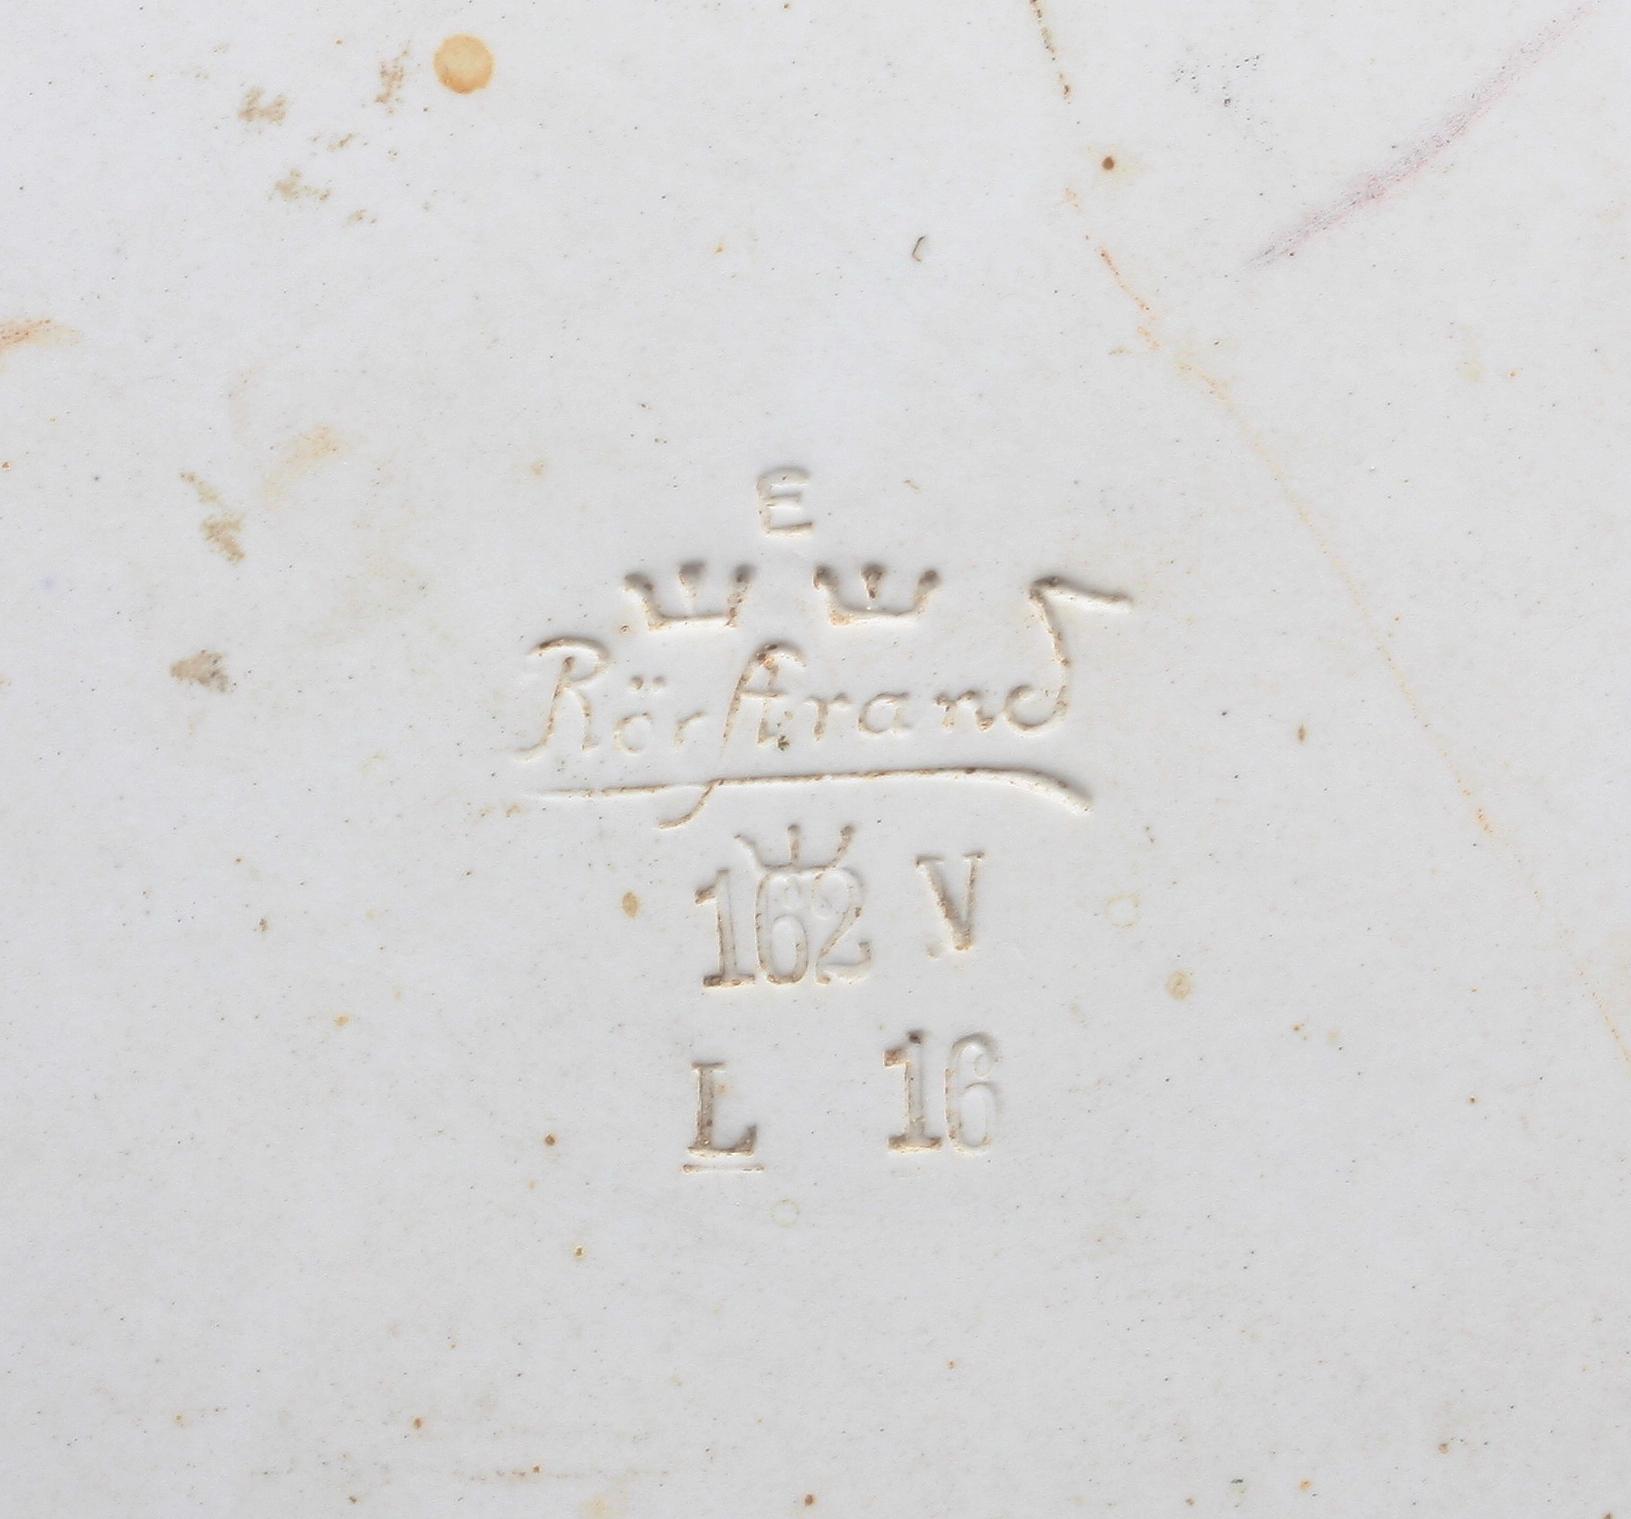 E
Rörstrand
162 V
L 16